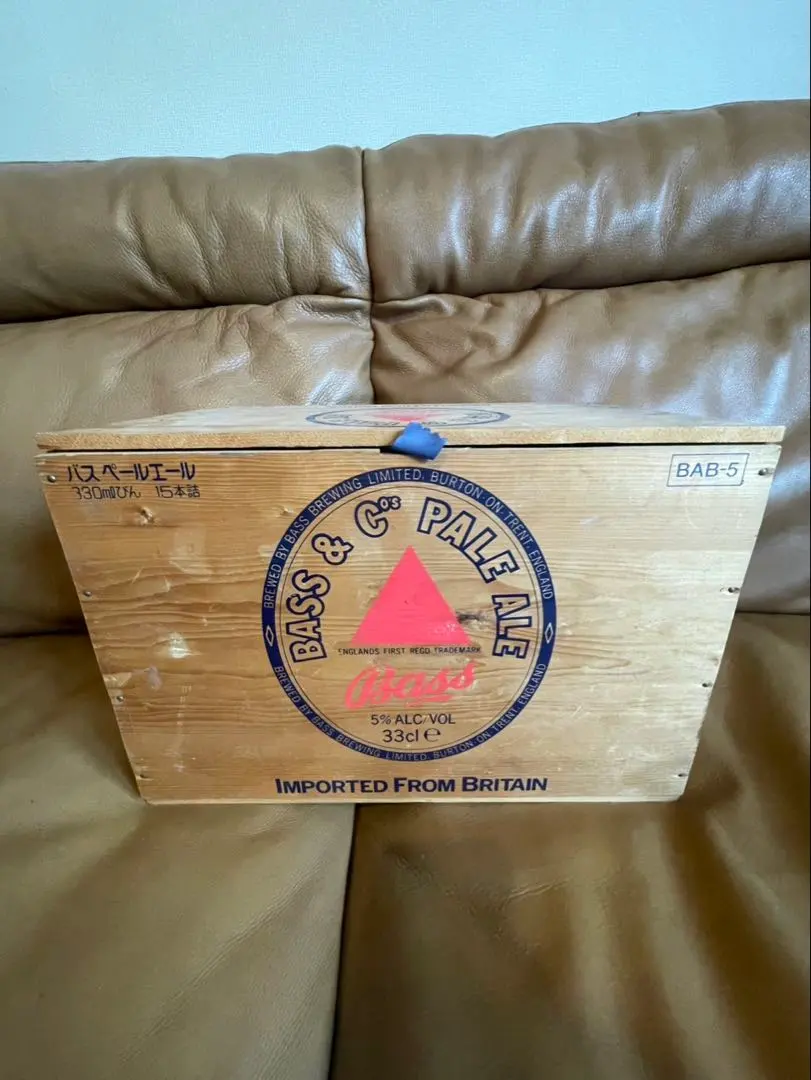 バス ペールエール
330mlびん 15本詰
BAB-5
BREWED BY BASS BREWING LIMITED. BURTON-ON-TRENT. ENGLAND
BASS & Cºs PALE ALE
ENGLANDS FIRST REGD TRADEMARK
Bass
5% ALC/VOL
33cl ℮
BREWED BY BASS BREWING LIMITED. BURTON ON TRENT. ENGLAND
IMPORTED FROM BRITAIN